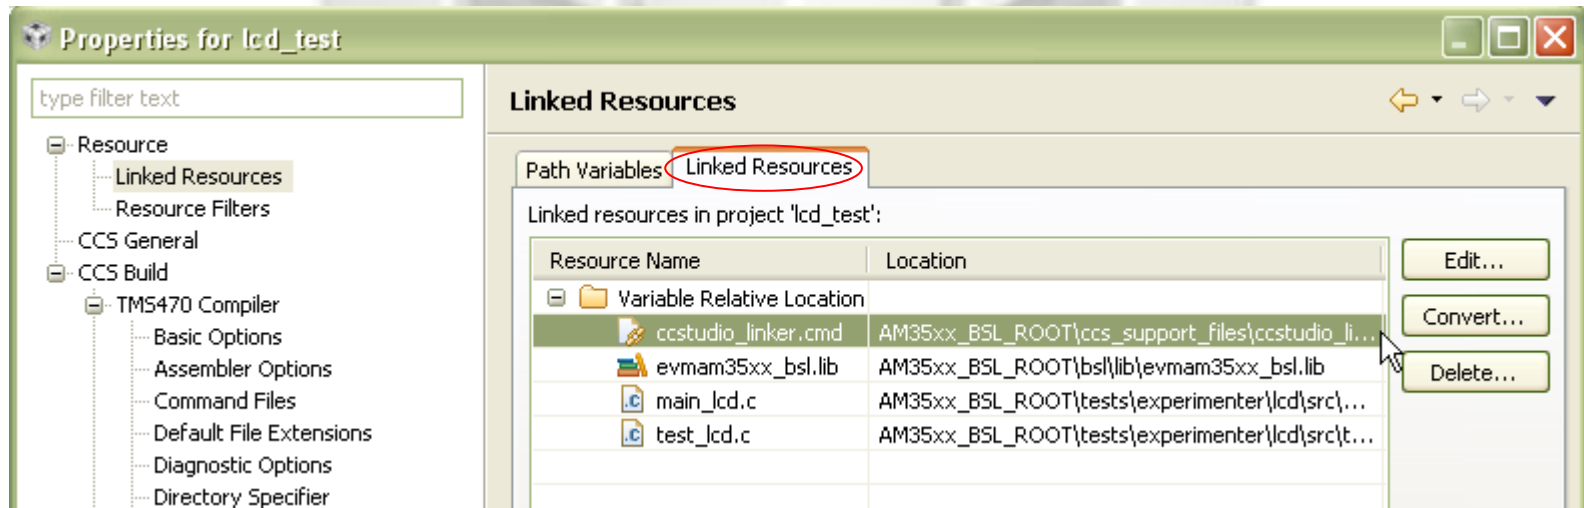 Properties for lcd_test
type filter text
Resource
Linked Resources
Resource Filters
CCS General
CCS Build
TMS470 Compiler
Basic Options
Assembler Options
Command Files
Default File Extensions
Diagnostic Options
Directory Specifier
Linked Resources
Path Variables Linked Resources
Linked resources in project 'lcd_test':
Resource Name Location
Variable Relative Location
ccstudio_linker.cmd AM35xx_BSL_ROOT\ccs_support_files\ccstudio_li...
evmam35xx_bsl.lib AM35xx_BSL_ROOT\bsl\lib\evmam35xx_bsl.lib
.c main_lcd.c AM35xx_BSL_ROOT\tests\experimenter\lcd\src\...
.c test_lcd.c AM35xx_BSL_ROOT\tests\experimenter\lcd\src\t...
Edit...
Convert...
Delete...